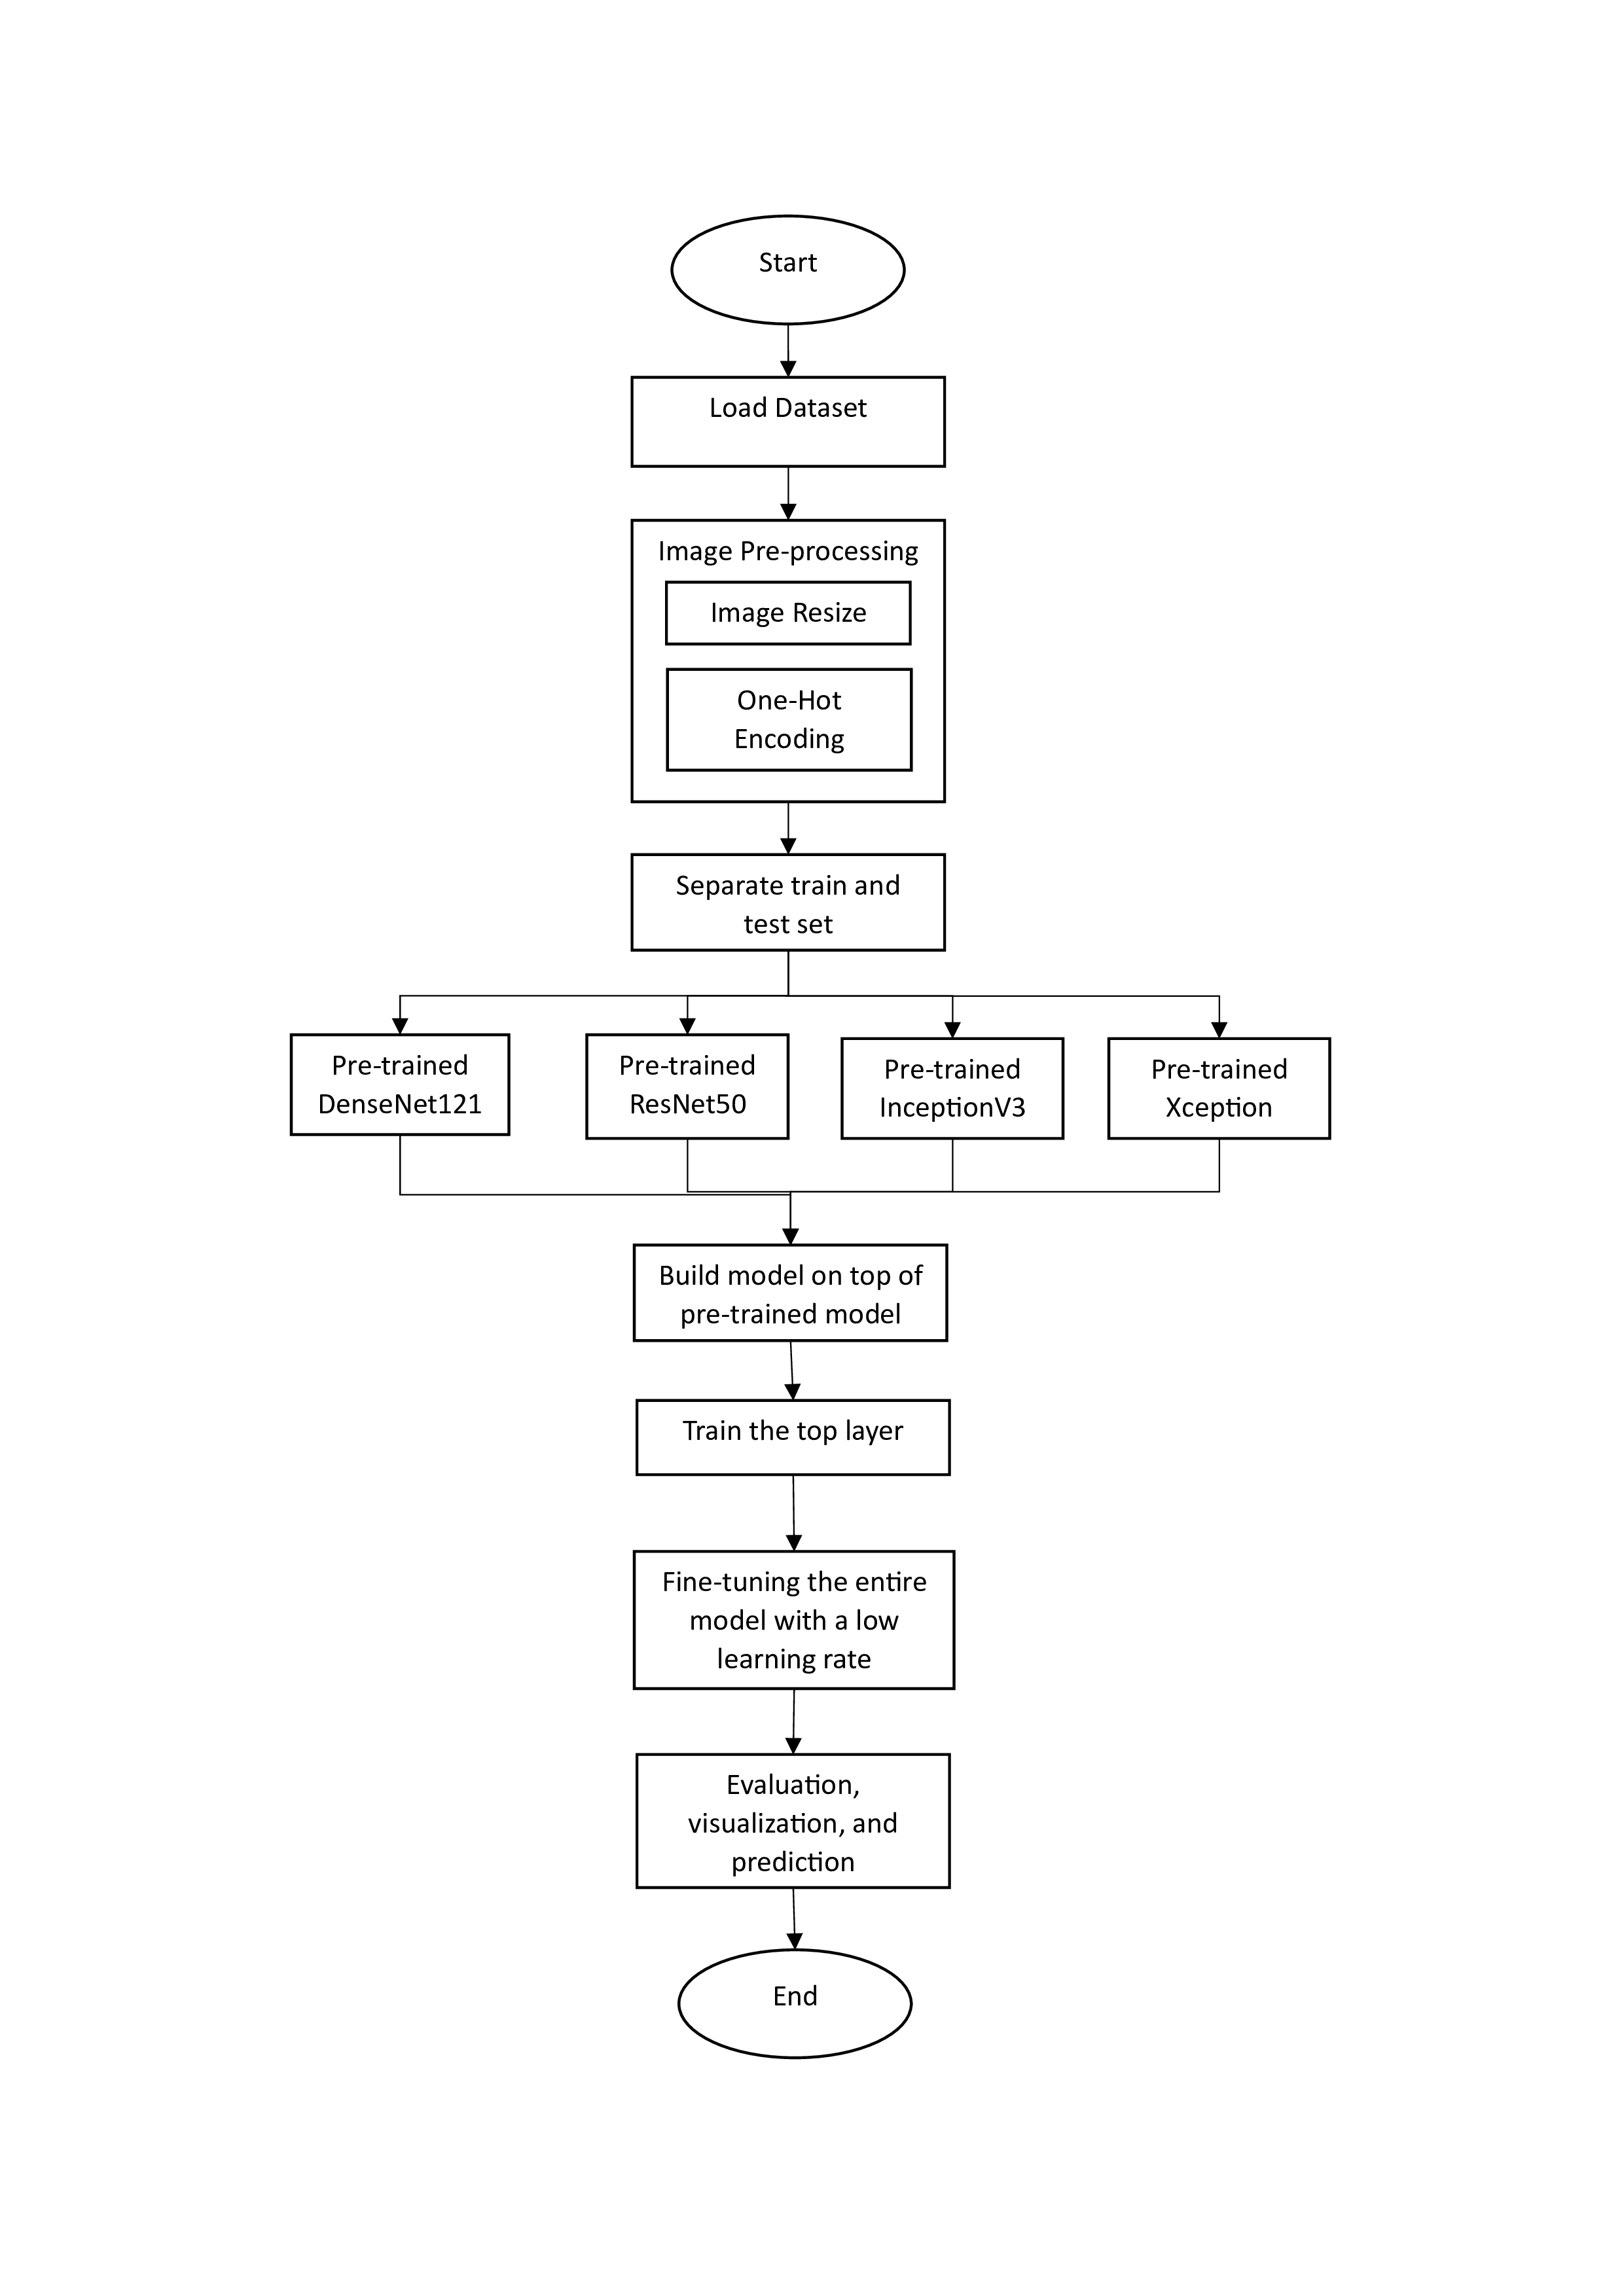 Start
Load Dataset
Image Pre-processing
Image Resize
One-Hot
Encoding
Separate train and
test set
Pre-trained
DenseNet121
Pre-trained
ResNet50
Pre-trained
InceptionV3
Pre-trained
Xception
Build model on top of
pre-trained model
Train the top layer
Fine-tuning the entire
model with a low
learning rate
Evaluation,
visualization, and
prediction
End